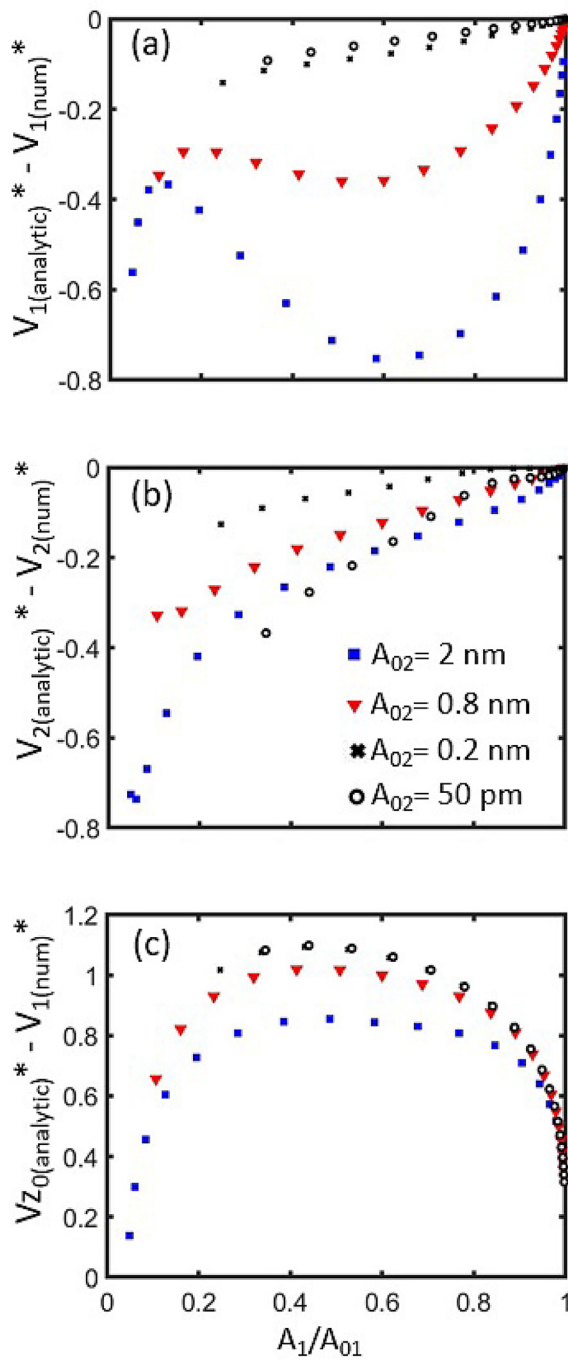 (a)
V1(analytic)* - V1(num)*
0
-0.2
-0.4
-0.6
-0.8
(b)
V2(analytic)* - V2(num)*
0
-0.2
-0.4
-0.6
-0.8
A02= 2 nm
A02= 0.8 nm
A02= 0.2 nm
A02= 50 pm
(c)
Vz0(analytic)* - V1(num)*
1.2
1
0.8
0.6
0.4
0.2
0
0 0.2 0.4 0.6 0.8 1
A1/A01